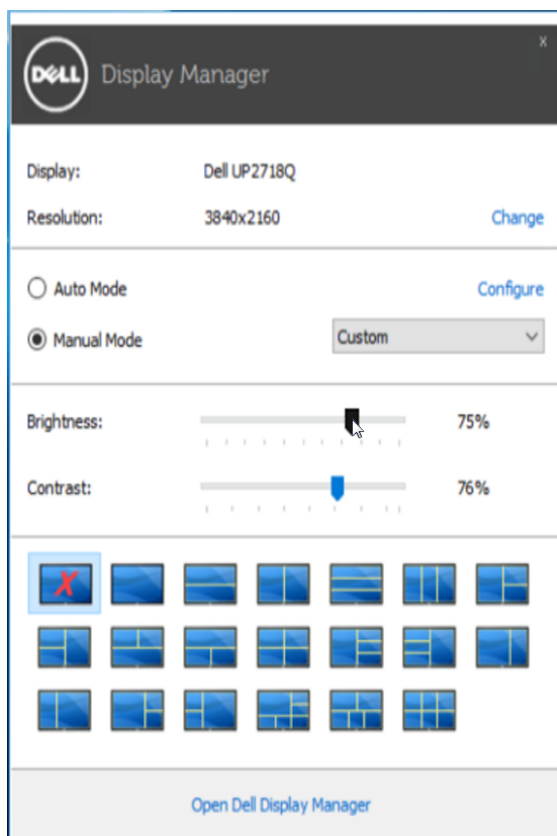 DELL Display Manager x
Display: Dell UP2718Q
Resolution: 3840x2160 Change
Auto Mode Configure
Manual Mode Custom
Brightness: 75%
Contrast: 76%
X
Open Dell Display Manager